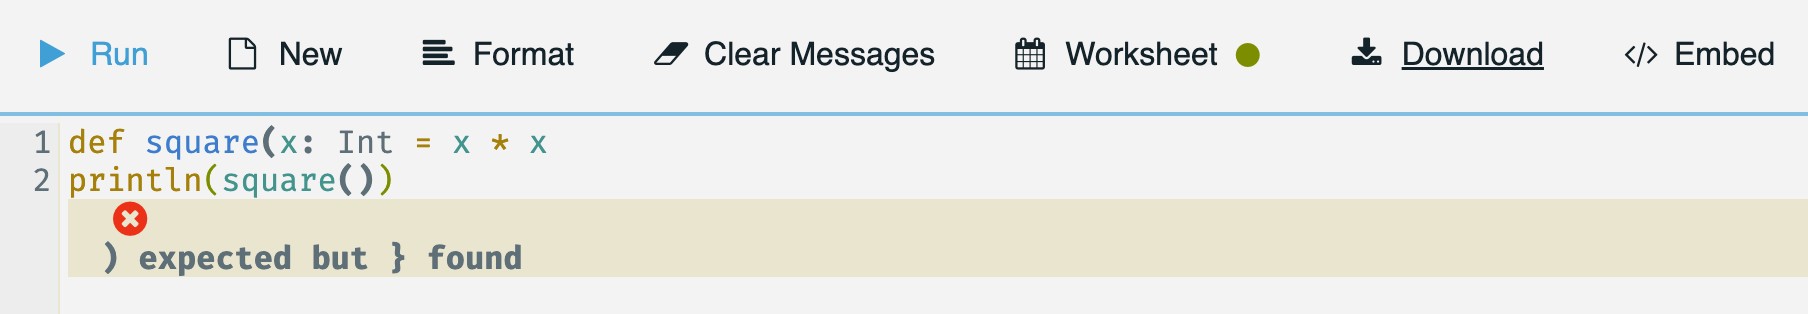 Run New Format Clear Messages Worksheet Download </> Embed
1 def square(x: Int = x * x
2 println(square())
) expected but } found